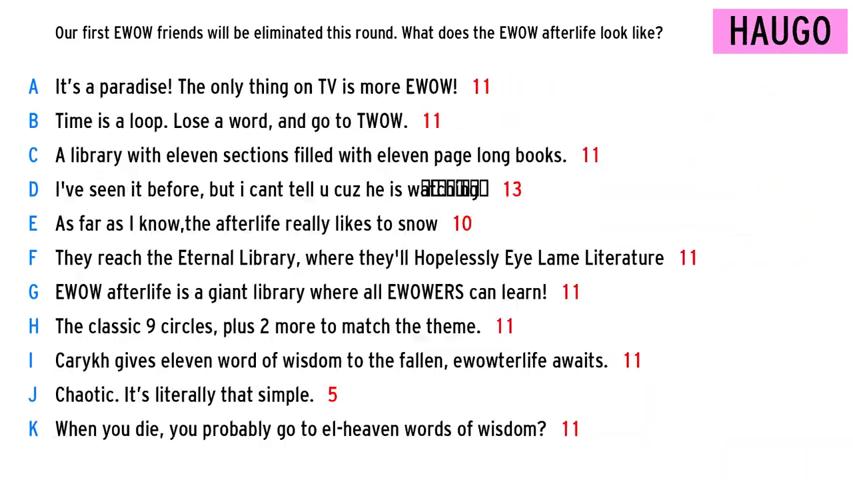 Our first EWOW friends will be eliminated this round. What does the EWOW afterlife look like?
HAUGO
A It's a paradise! The only thing on TV is more EWOW! 11
B Time is a loop. Lose a word, and go to TWOW. 11
C A library with eleven sections filled with eleven page long books. 11
D I've seen it before, but i cant tell u cuz he is 13
E As far as I know,the afterlife really likes to snow 10
F They reach the Eternal Library, where they'll Hopelessly Eye Lame Literature 11
G EWOW afterlife is a giant library where all EWOWERS can learn! 11
H The classic 9 circles, plus 2 more to match the theme. 11
I Carykh gives eleven word of wisdom to the fallen, ewowterlife awaits. 11
J Chaotic. It's literally that simple. 5
K When you die, you probably go to el-heaven words of wisdom? 11